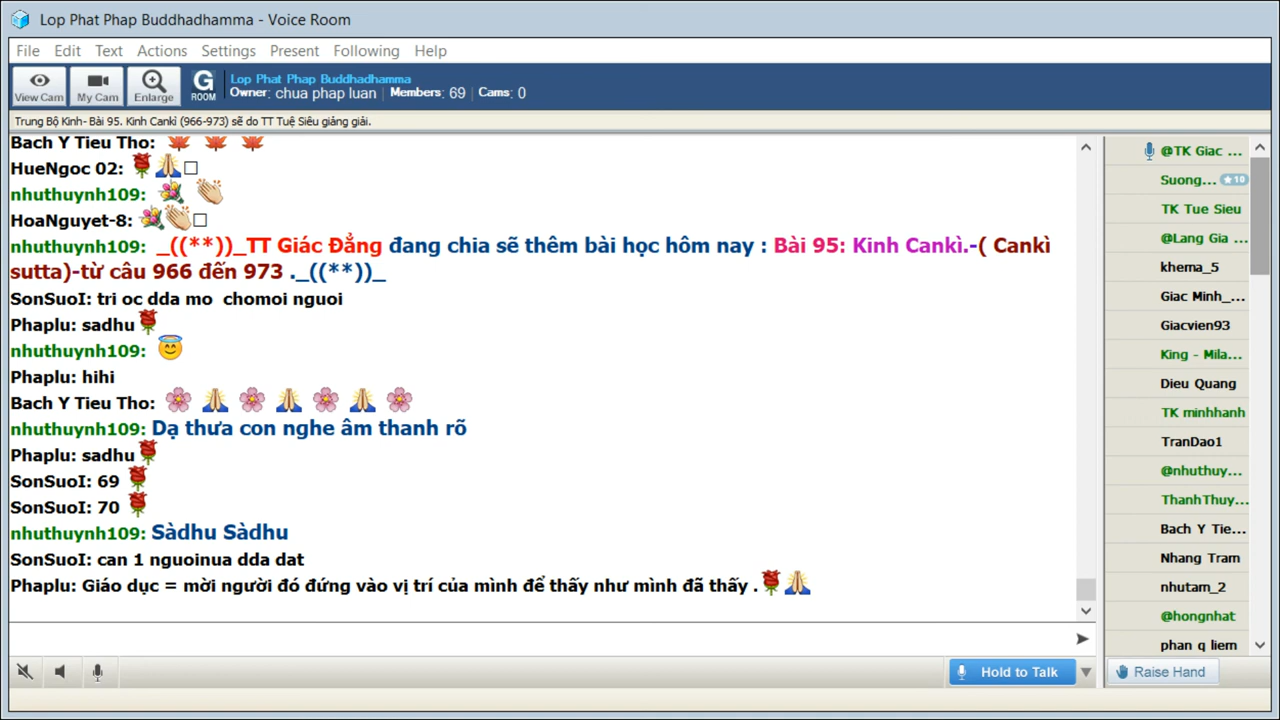 Lop Phat Phap Buddhadhamma - Voice Room
File Edit Text Actions Settings Present Following Help
View Cam My Cam Enlarge G ROOM
Lop Phat Phap Buddhadhamma
Owner: chua phap luan | Members: 69 | Cams: 0
Trung Bộ Kinh- Bài 95. Kinh Cankì (966-973) sẽ do TT Tuệ Siêu giảng giải.
Bach Y Tieu Tho:
HueNgoc 02:
nhuthuynh109:
HoaNguyet-8:
nhuthuynh109: _((**))_TT Giác Đẳng đang chia sẽ thêm bài học hôm nay : Bài 95: Kinh Cankì.-( Cankì
sutta)-từ câu 966 đến 973 ._((**))_
SonSuoI: tri oc dda mo chomoi nguoi
Phaplu: sadhu
nhuthuynh109:
Phaplu: hihi
Bach Y Tieu Tho:
nhuthuynh109: Dạ thưa con nghe âm thanh rõ
Phaplu: sadhu
SonSuoI: 69
SonSuoI: 70
nhuthuynh109: Sàdhu Sàdhu
SonSuoI: can 1 nguoinua dda dat
Phaplu: Giáo dục = mời người đó đứng vào vị trí của mình để thấy như mình đã thấy .
@TK Giac ...
Suong... ★10
TK Tue Sieu
@Lang Gia ...
khema_5
Giac Minh_...
Giacvien93
King - Mila...
Dieu Quang
TK minhhanh
TranDao1
@nhuthuy...
ThanhThuy...
Bach Y Tie...
Nhang Tram
nhutam_2
@hongnhat
phan q liem
Hold to Talk
Raise Hand